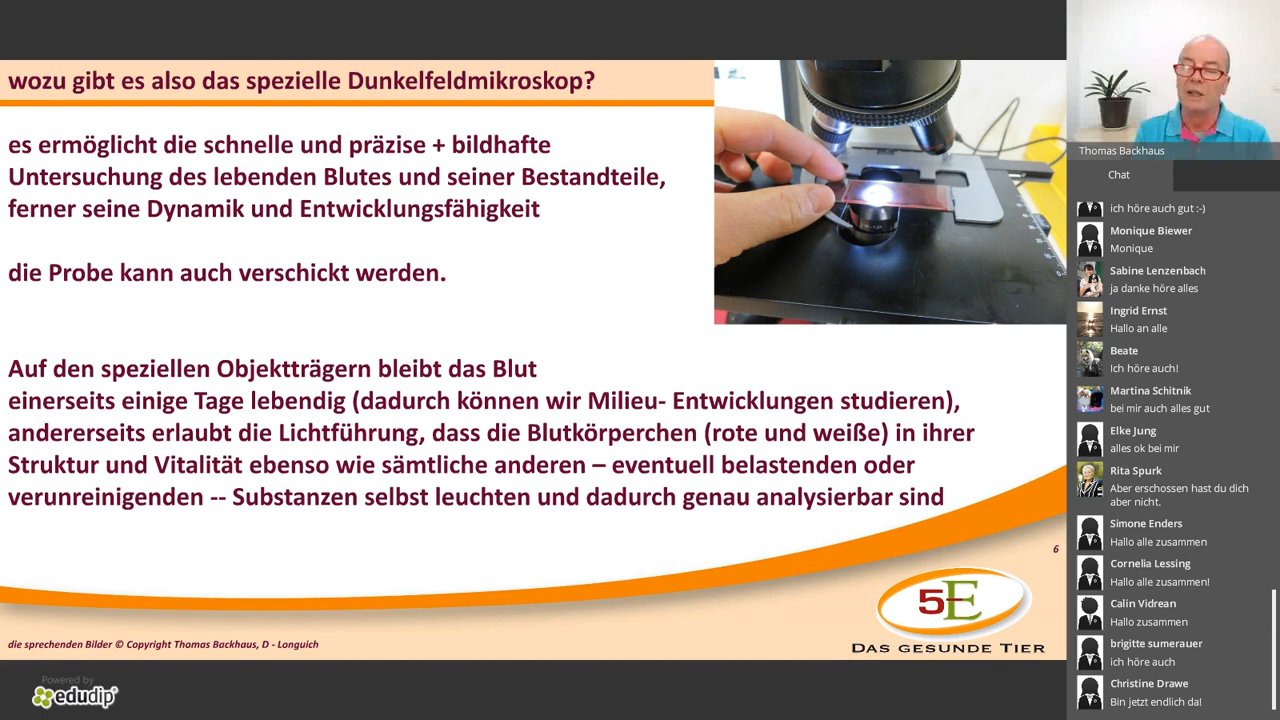 wozu gibt es also das spezielle Dunkelfeldmikroskop?
es ermöglicht die schnelle und präzise + bildhafte
Untersuchung des lebenden Blutes und seiner Bestandteile,
ferner seine Dynamik und Entwicklungsfähigkeit
die Probe kann auch verschickt werden.
Auf den speziellen Objektträgern bleibt das Blut
einerseits einige Tage lebendig (dadurch können wir Milieu- Entwicklungen studieren),
andererseits erlaubt die Lichtführung, dass die Blutkörperchen (rote und weiße) in ihrer
Struktur und Vitalität ebenso wie sämtliche anderen – eventuell belastenden oder
verunreinigenden -- Substanzen selbst leuchten und dadurch genau analysierbar sind
6
5E
DAS GESUNDE TIER
die sprechenden Bilder © Copyright Thomas Backhaus, D - Longuich
Powered by
edudip
Thomas Backhaus
Chat
ich höre auch gut :-)
Monique Biewer
Monique
Sabine Lenzenbach
ja danke höre alles
Ingrid Ernst
Hallo an alle
Beate
Ich höre auch!
Martina Schitnik
bei mir auch alles gut
Elke Jung
alles ok bei mir
Rita Spurk
Aber erschossen hast du dich
aber nicht.
Simone Enders
Hallo alle zusammen
Cornelia Lessing
Hallo alle zusammen!
Calin Vidrean
Hallo zusammen
brigitte sumerauer
ich höre auch
Christine Drawe
Bin jetzt endlich da!